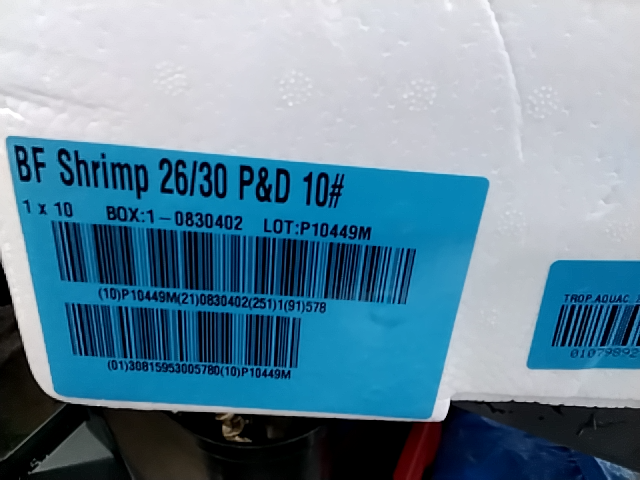 BF Shrimp 26/30 P&D 10#
1 x 10 BOX:1-0830402 LOT:P10449M
(10)P10449M(21)0830402(251)1(91)578
(01)30815953005780(10)P10449M
TROP.AQUAC
01079892